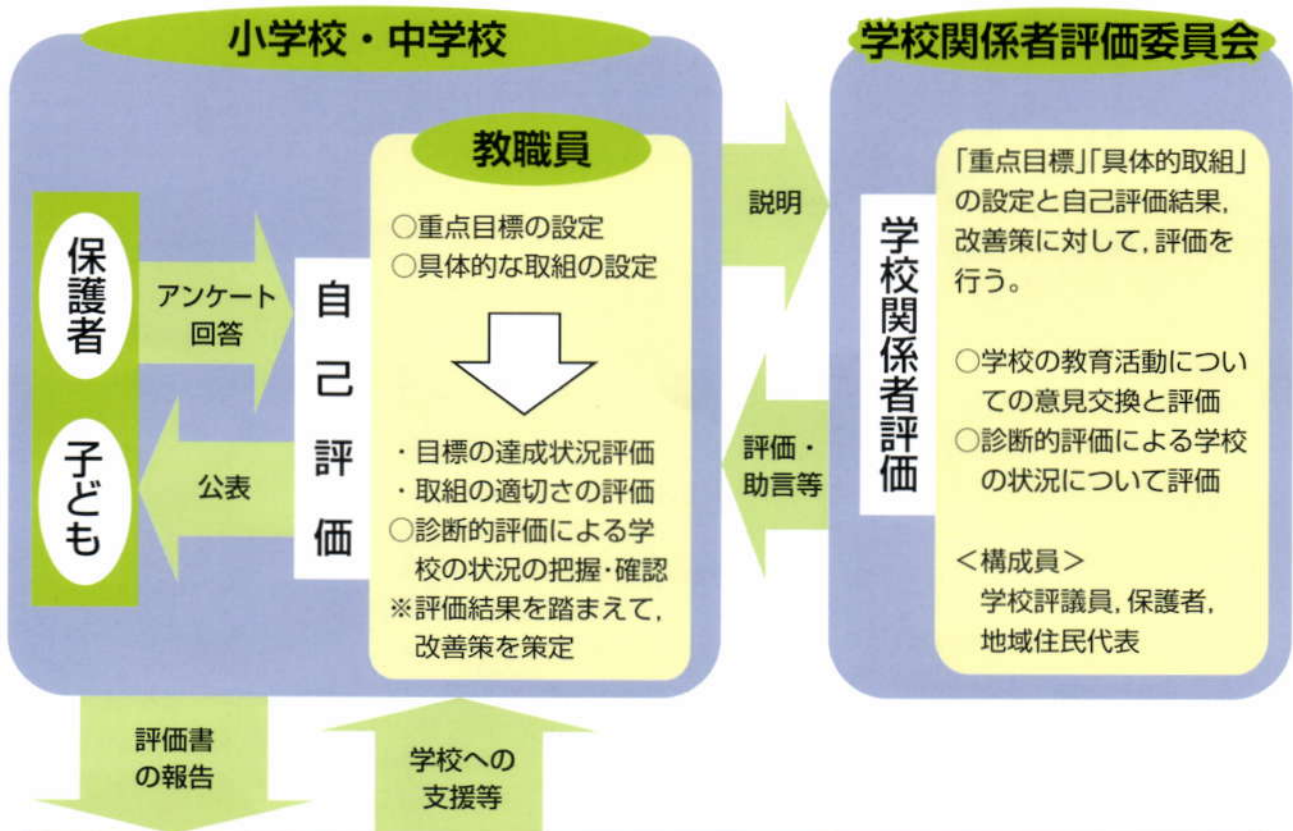 小学校・中学校
教職員
保護者
子ども
アンケート
回答
公表
自己評価
○重点目標の設定
○具体的な取組の設定
・目標の達成状況評価
・取組の適切さの評価
○診断的評価による学
校の状況の把握・確認
※評価結果を踏まえて,
改善策を策定
説明
評価・
助言等
学校関係者評価委員会
学校関係者評価
「重点目標」「具体的取組」
の設定と自己評価結果,
改善策に対して,評価を
行う。
○学校の教育活動につい
ての意見交換と評価
○診断的評価による学校
の状況について評価
＜構成員＞
学校評議員,保護者,
地域住民代表
評価書
の報告
学校への
支援等